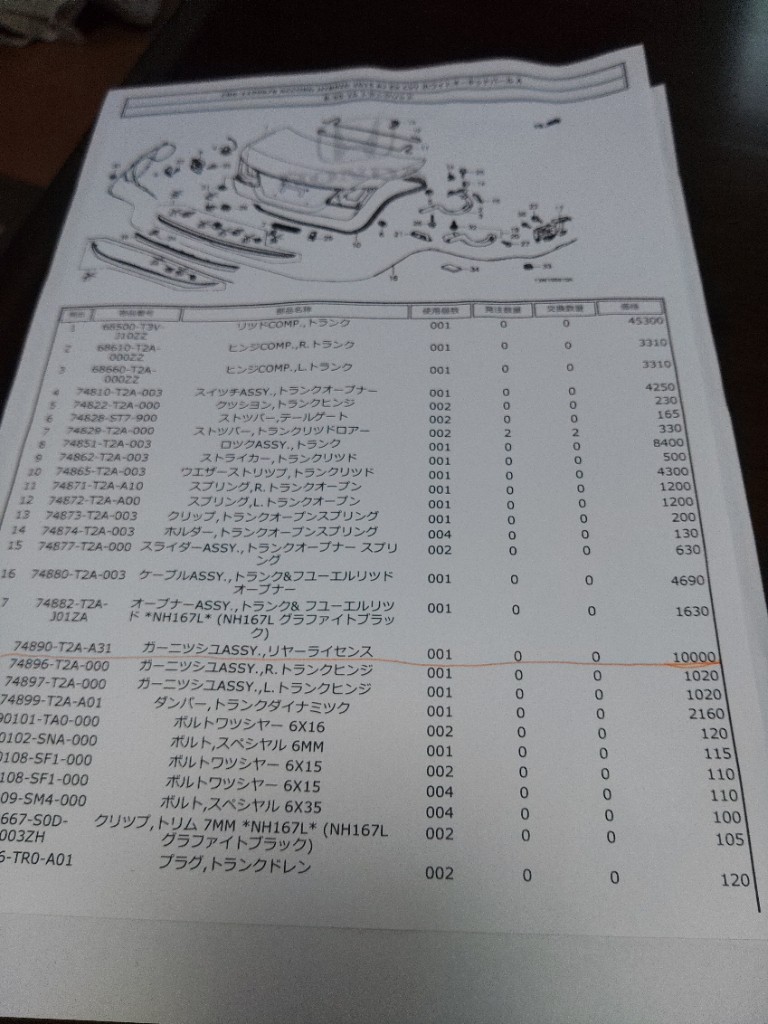 番号 部品番号 部品名称 使用個数 発注数量 交換数量 価格
1 68500-T3V- リッドCOMP.,トランク 001 0 0 45300
J10ZZ
2 68610-T2A- ヒンジCOMP.,R.トランク 001 0 0 3310
000ZZ
3 68660-T2A- ヒンジCOMP.,L.トランク 001 0 0 3310
000ZZ
4 74810-T2A-003 スイツチASSY.,トランクオープナー 001 0 0 4250
5 74822-T2A-000 クツシヨン,トランクヒンジ 002 0 0 230
6 74828-ST7-900 ストツパー,テールゲート 002 0 0 165
7 74829-T2A-000 ストツパー,トランクリツドロアー 002 2 2 330
8 74851-T2A-003 ロックASSY.,トランク 001 0 0 8400
9 74862-T2A-003 ストライカー,トランクリツド 001 0 0 500
10 74865-T2A-003 ウエザーストリツプ,トランクリツド 001 0 0 4300
11 74871-T2A-A10 スプリング,R.トランクオープン 001 0 0 1200
12 74872-T2A-A00 スプリング,L.トランクオープン 001 0 0 1200
13 74873-T2A-003 クリップ,トランクオープンスプリング 001 0 0 200
14 74874-T2A-003 ホルダー,トランクオープンスプリング 004 0 0 130
15 74877-T2A-000 スライダーASSY.,トランクオープナー スプリ 002 0 0 630
ング
16 74880-T2A-003 ケーブルASSY.,トランク&フユーエルリツド 001 0 0 4690
オープナー
7 74882-T2A- オープナーASSY.,トランク& フユーエルリツ 001 0 0 1630
J01ZA ド *NH167L* (NH167L グラファイトブラッ
ク)
74890-T2A-A31 ガーニツシユASSY.,リヤーライセンス 001 0 0 10000
74896-T2A-000 ガーニツシユASSY.,R.トランクヒンジ 001 0 0 1020
74897-T2A-000 ガーニツシユASSY.,L.トランクヒンジ 001 0 0 1020
74899-T2A-A01 ダンパー,トランクダイナミツク 001 0 0 2160
90101-TA0-000 ボルトワツシヤー 6X16 002 0 0 120
0102-SNA-000 ボルト,スペシヤル 6MM 001 0 0 115
0108-SF1-000 ボルトワツシヤー 6X15 002 0 0 110
108-SF1-000 ボルトワツシヤー 6X15 004 0 0 110
09-SM4-000 ボルト,スペシヤル 6X35 004 0 0 100
667-S0D- クリツプ,トリム 7MM *NH167L* (NH167L 002 0 0 105
003ZH グラファイトブラック)
5-TR0-A01 プラグ,トランクドレン 002 0 0 120